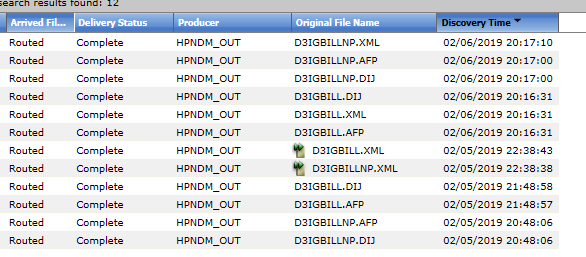 search results found: 12
Arrived Fil... Delivery Status Producer Original File Name Discovery Time
Routed Complete HPNDM_OUT D3IGBILLNP.XML 02/06/2019 20:17:10
Routed Complete HPNDM_OUT D3IGBILLNP.AFP 02/06/2019 20:17:00
Routed Complete HPNDM_OUT D3IGBILLNP.DIJ 02/06/2019 20:17:00
Routed Complete HPNDM_OUT D3IGBILL.DIJ 02/06/2019 20:16:31
Routed Complete HPNDM_OUT D3IGBILL.XML 02/06/2019 20:16:31
Routed Complete HPNDM_OUT D3IGBILL.AFP 02/06/2019 20:16:31
Routed Complete HPNDM_OUT D3IGBILL.XML 02/05/2019 22:38:43
Routed Complete HPNDM_OUT D3IGBILLNP.XML 02/05/2019 22:38:38
Routed Complete HPNDM_OUT D3IGBILL.DIJ 02/05/2019 21:48:58
Routed Complete HPNDM_OUT D3IGBILL.AFP 02/05/2019 21:48:57
Routed Complete HPNDM_OUT D3IGBILLNP.AFP 02/05/2019 20:48:06
Routed Complete HPNDM_OUT D3IGBILLNP.DIJ 02/05/2019 20:48:06